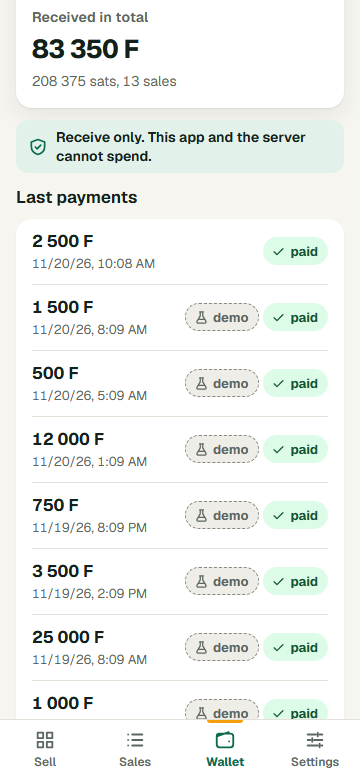 Received in total
83 350 F
208 375 sats, 13 sales
Receive only. This app and the server
cannot spend.
Last payments
2 500 F
paid
11/20/26, 10:08 AM
1 500 F
demo
paid
11/20/26, 8:09 AM
500 F
demo
paid
11/20/26, 5:09 AM
12 000 F
demo
paid
11/20/26, 1:09 AM
750 F
demo
paid
11/19/26, 8:09 PM
3 500 F
demo
paid
11/19/26, 2:09 PM
25 000 F
demo
paid
11/19/26, 8:09 AM
1 000 F
demo
paid
Sell
Sales
Wallet
Settings